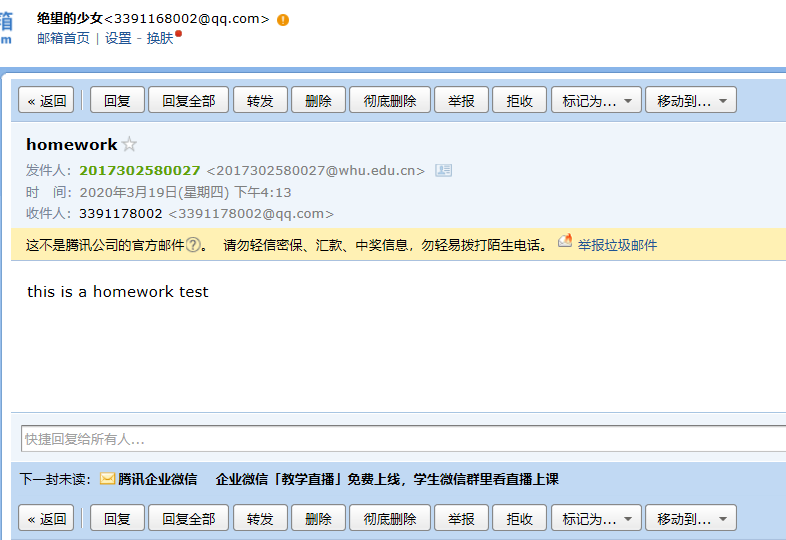 箱 绝望的少女<3391168002@qq.com>
m 邮箱首页 | 设置 - 换肤
« 返回 回复 回复全部 转发 删除 彻底删除 举报 拒收 标记为... 移动到...
homework
发件人：2017302580027 <2017302580027@whu.edu.cn>
时 间：2020年3月19日(星期四) 下午4:13
收件人：3391178002 <3391178002@qq.com>
这不是腾讯公司的官方邮件?。 请勿轻信密保、汇款、中奖信息，勿轻易拨打陌生电话。 举报垃圾邮件
this is a homework test
快捷回复给所有人...
下一封未读： 腾讯企业微信 企业微信「教学直播」免费上线，学生微信群里看直播上课
« 返回 回复 回复全部 转发 删除 彻底删除 举报 拒收 标记为... 移动到...